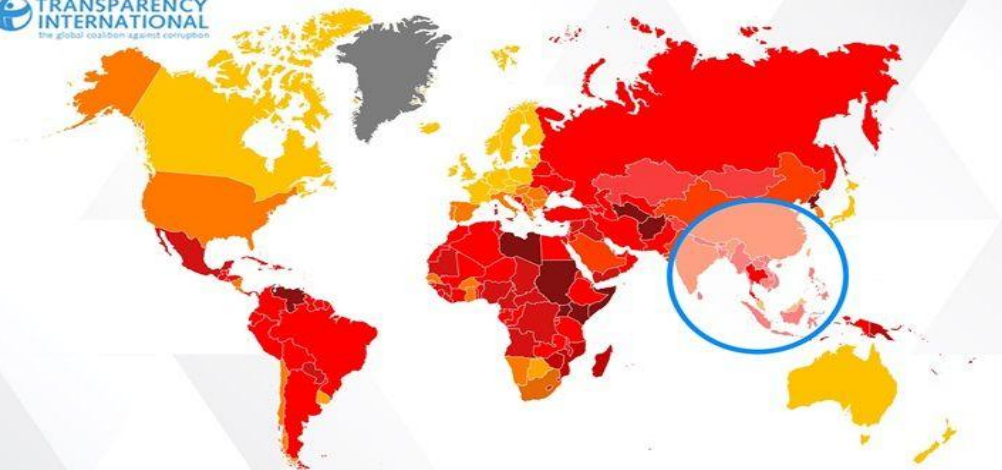 TRANSPARENCY
INTERNATIONAL
the global coalition against corruption